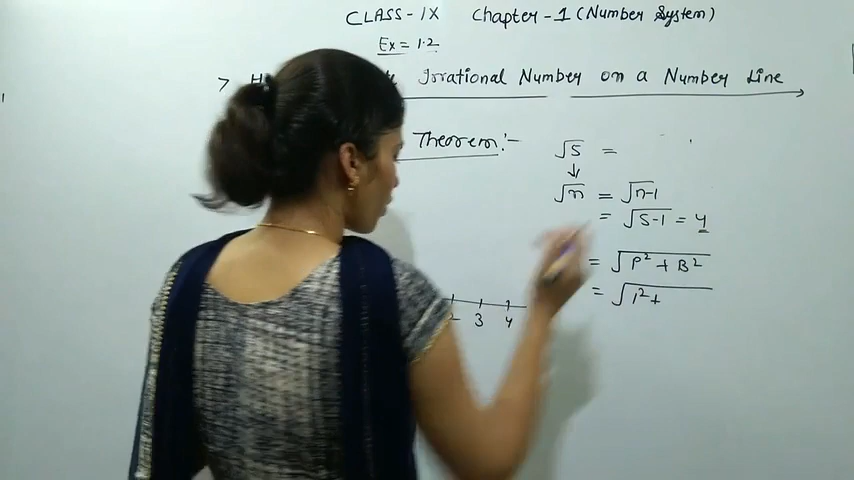 CLASS-IX Chapter-1 (Number System)
Ex = 1.2
> Irrational Number on a Number Line
Theorem:-
√5 =
↓
√n = √n-1
= √5-1 = 4
= √P² + B²
= √1² +
3 4